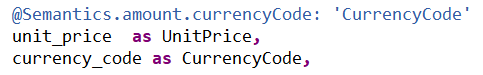 @Semantics.amount.currencyCode: 'CurrencyCode'
unit_price  as UnitPrice,
currency_code as CurrencyCode,